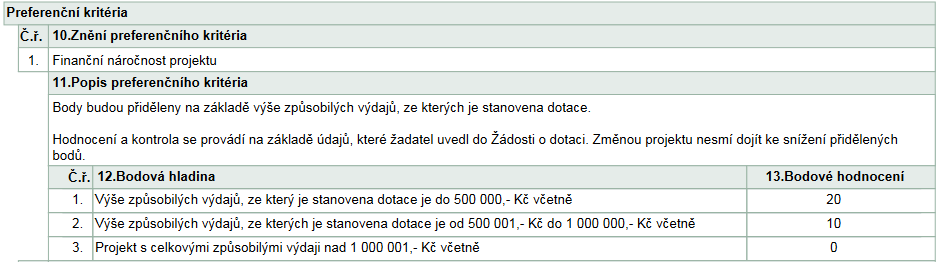 Preferenční kritéria
Č.ř. 10.Znění preferenčního kritéria
1. Finanční náročnost projektu
11.Popis preferenčního kritéria
Body budou přiděleny na základě výše způsobilých výdajů, ze kterých je stanovena dotace.
Hodnocení a kontrola se provádí na základě údajů, které žadatel uvedl do Žádosti o dotaci. Změnou projektu nesmí dojít ke snížení přidělených
bodů.
Č.ř. 12.Bodová hladina 13.Bodové hodnocení
1. Výše způsobilých výdajů, ze který je stanovena dotace je do 500 000,- Kč včetně 20
2. Výše způsobilých výdajů, ze kterých je stanovena dotace je od 500 001,- Kč do 1 000 000,- Kč včetně 10
3. Projekt s celkovými způsobilými výdaji nad 1 000 001,- Kč včetně 0